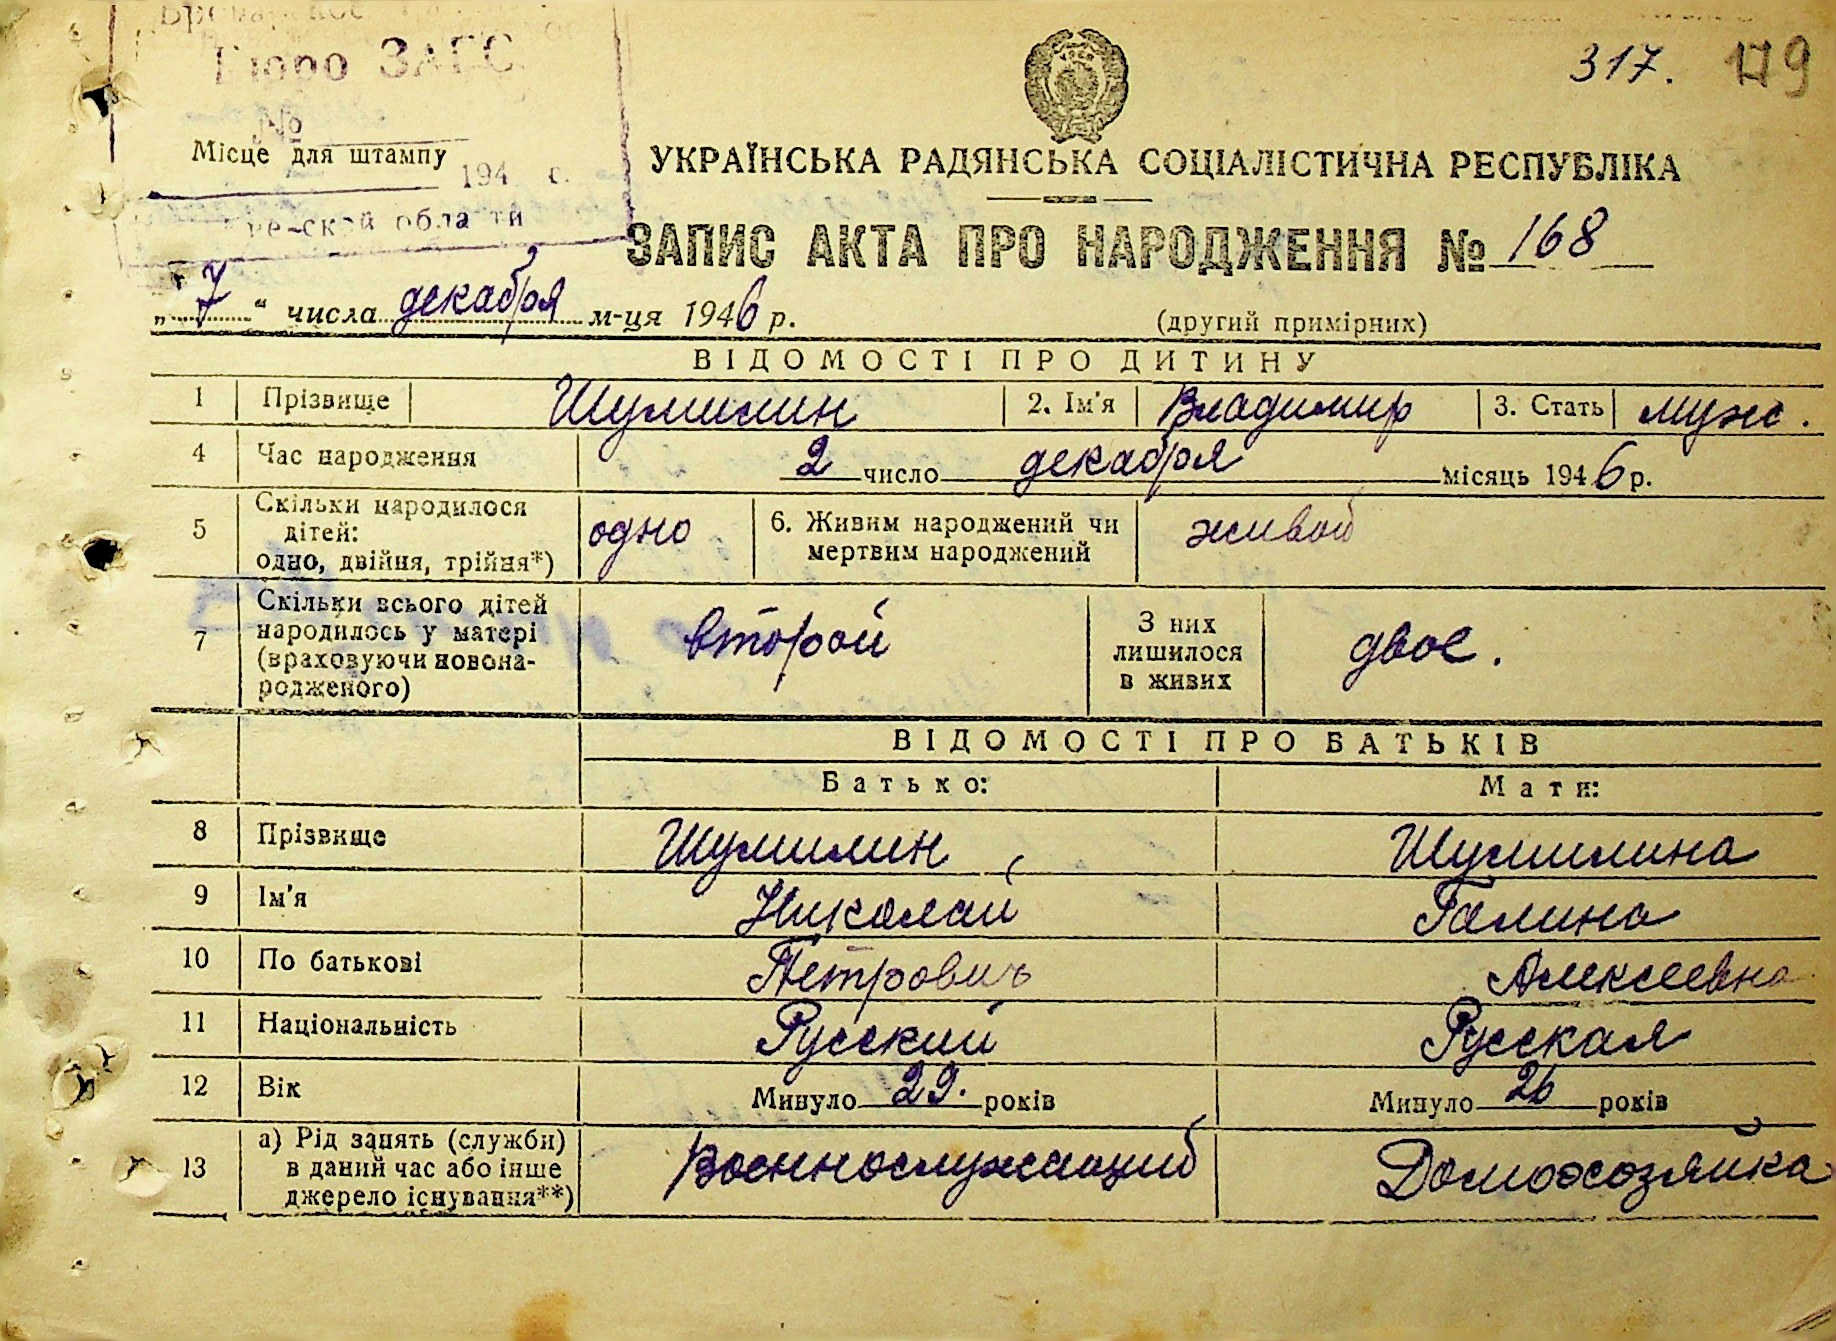 Бюро ЗАГС
317. 179
№
Місце для штампу
194 г.
УКРАЇНСЬКА РАДЯНСЬКА СОЦІАЛІСТИЧНА РЕСПУБЛІКА
ской области
ЗАПИС АКТА ПРО НАРОДЖЕННЯ № 168
„7“ числа декабря м-ця 1946 р.
(другий примірних)
ВІДОМОСТІ ПРО ДИТИНУ
1 Прізвище Шумилин 2. Ім'я Владимир 3. Стать муж.
4 Час народження 2 число декабря місяць 1946 р.
5 Скільки народилося дітей: одно, двійня, трійня*) одно 6. Живим народжений чи мертвим народжений живой
7 Скільки всього дітей народилось у матері (враховуючи новонародженого) второй З них лишилося в живих двое.
ВІДОМОСТІ ПРО БАТЬКІВ
Батько: Мати:
8 Прізвище Шумилин Шумилина
9 Ім'я Николай Галина
10 По батькові Петрович Алексеевна
11 Національність Русский Русская
12 Вік Минуло 29. років Минуло 26 років
13 а) Рід занять (служби) в даний час або інше джерело існування**) Военнослужащий Домохозяйка